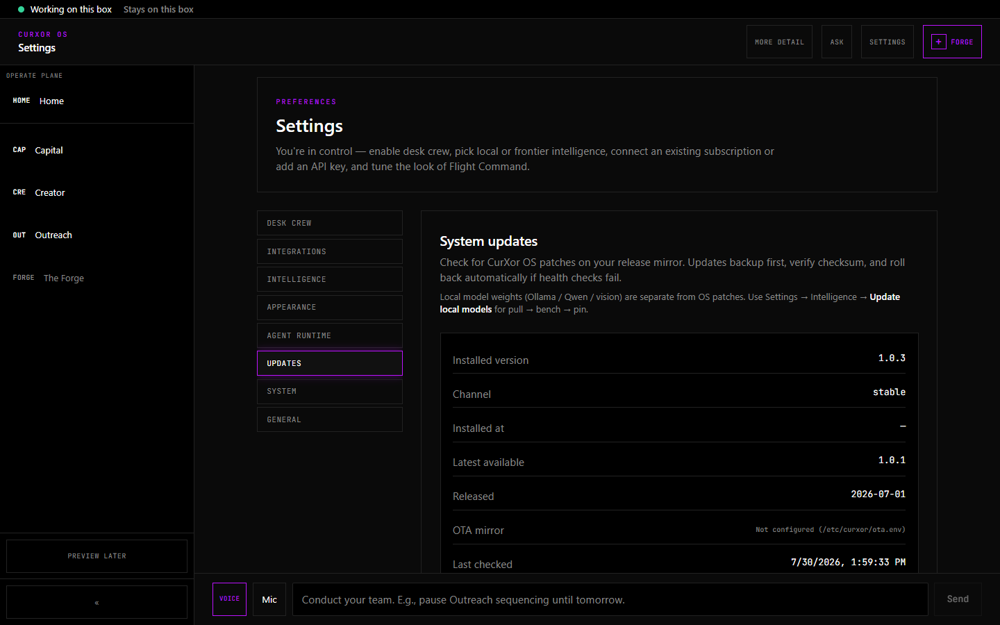 Working on this box Stays on this box
CURXOR OS
Settings
MORE DETAIL
ASK
SETTINGS
+ FORGE
OPERATE PLANE
HOME Home
CAP Capital
CRE Creator
OUT Outreach
FORGE The Forge
PREVIEW LATER
«
PREFERENCES
Settings
You're in control — enable desk crew, pick local or frontier intelligence, connect an existing subscription or
add an API key, and tune the look of Flight Command.
DESK CREW
INTEGRATIONS
INTELLIGENCE
APPEARANCE
AGENT RUNTIME
UPDATES
SYSTEM
GENERAL
System updates
Check for CurXor OS patches on your release mirror. Updates backup first, verify checksum, and roll
back automatically if health checks fail.
Local model weights (Ollama / Qwen / vision) are separate from OS patches. Use Settings → Intelligence → Update
local models for pull → bench → pin.
Installed version 1.0.3
Channel stable
Installed at —
Latest available 1.0.1
Released 2026-07-01
OTA mirror Not configured (/etc/curxor/ota.env)
Last checked 7/30/2026, 1:59:33 PM
VOICE
Mic
Conduct your team. E.g., pause Outreach sequencing until tomorrow.
Send